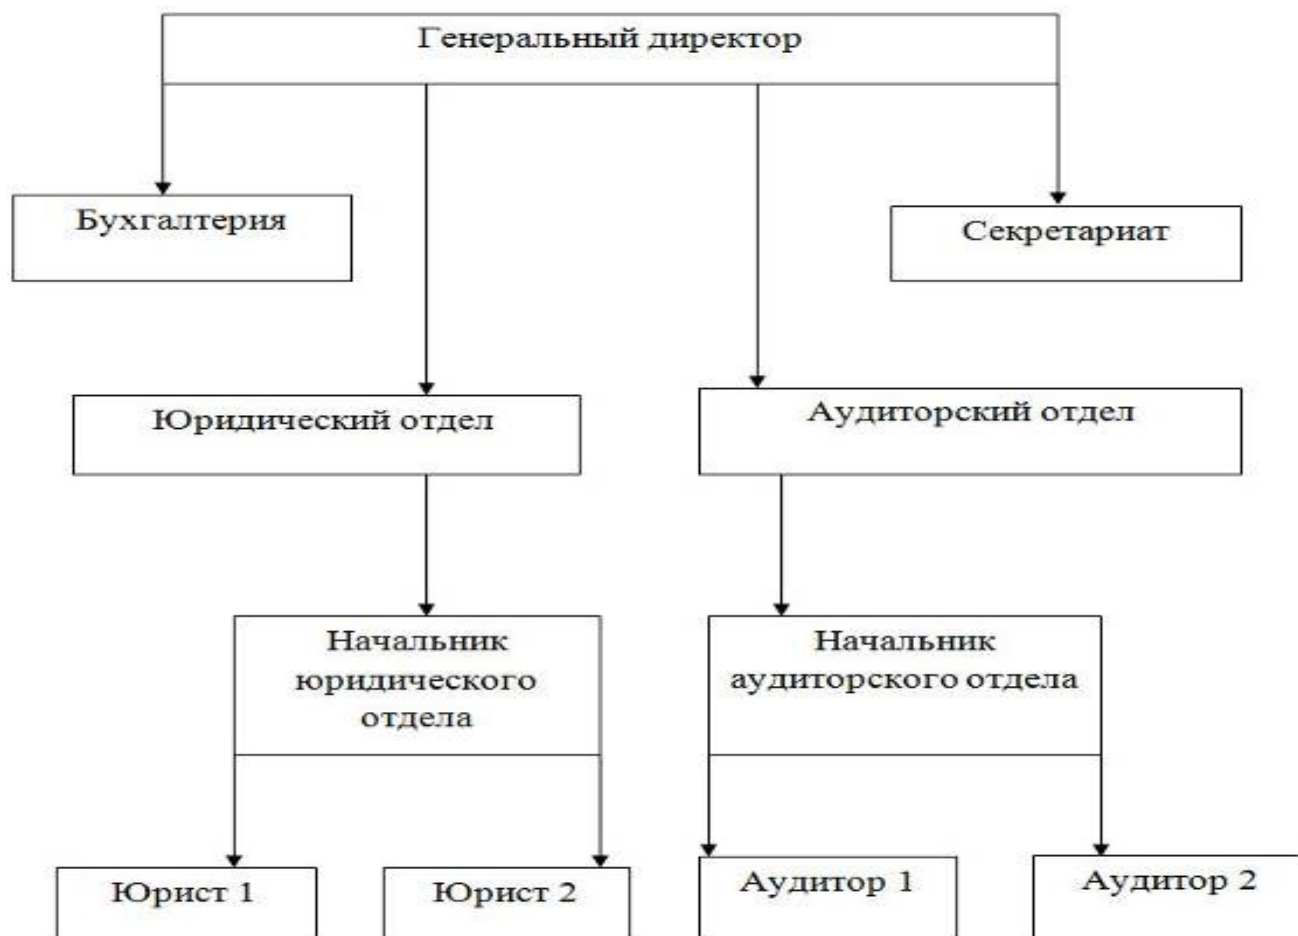 Генеральный директор
Бухгалтерия
Секретариат
Юридический отдел
Аудиторский отдел
Начальник
юридического
отдела
Начальник
аудиторского отдела
Юрист 1
Юрист 2
Аудитор 1
Аудитор 2